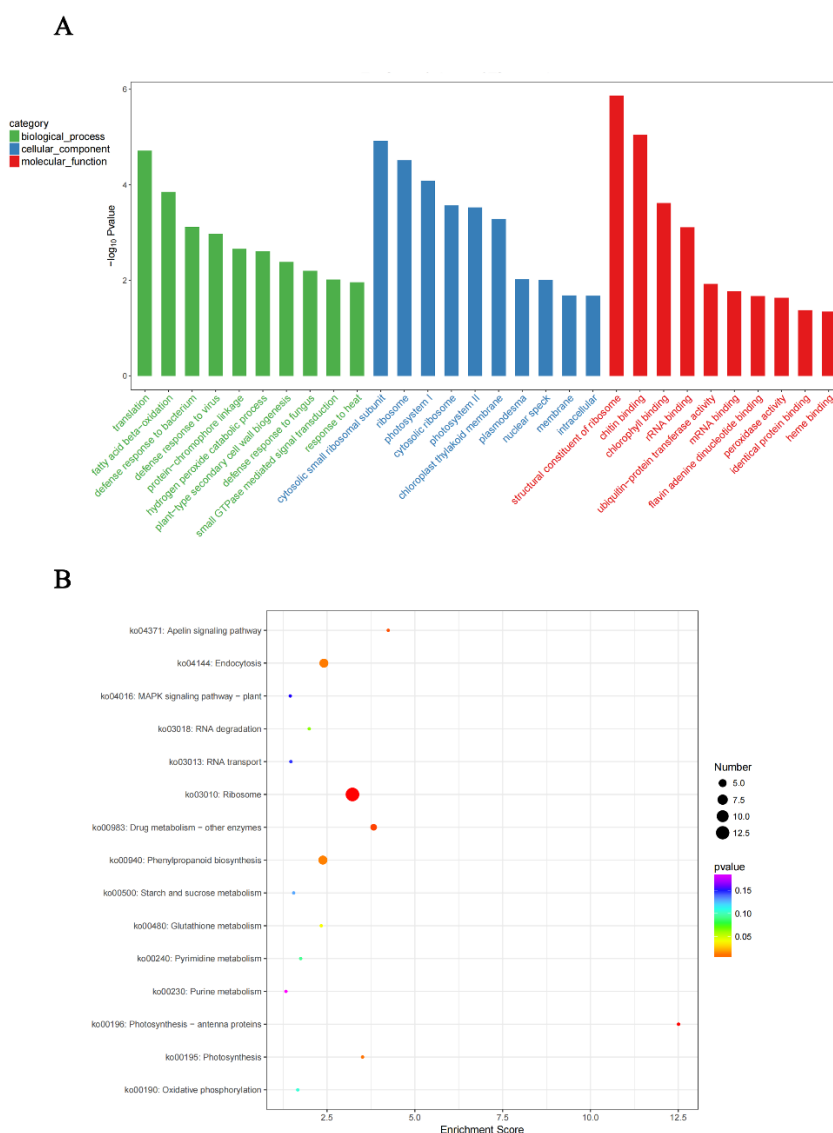 A
category
biological_process
cellular_component
molecular_function
−log10 Pvalue
6
4
2
0
translation
fatty acid beta−oxidation
defense response to bacterium
defense response to virus
protein−chromophore linkage
hydrogen peroxide catabolic process
plant−type secondary cell wall biogenesis
defense response to fungus
small GTPase mediated signal transduction
response to heat
cytosolic small ribosomal subunit
ribosome
photosystem I
cytosolic ribosome
photosystem II
chloroplast thylakoid membrane
plasmodesma
nuclear speck
membrane
intracellular
structural constituent of ribosome
chitin binding
chlorophyll binding
rRNA binding
ubiquitin−protein transferase activity
mRNA binding
flavin adenine dinucleotide binding
peroxidase activity
identical protein binding
heme binding
B
ko04371: Apelin signaling pathway
ko04144: Endocytosis
ko04016: MAPK signaling pathway − plant
ko03018: RNA degradation
ko03013: RNA transport
ko03010: Ribosome
ko00983: Drug metabolism − other enzymes
ko00940: Phenylpropanoid biosynthesis
ko00500: Starch and sucrose metabolism
ko00480: Glutathione metabolism
ko00240: Pyrimidine metabolism
ko00230: Purine metabolism
ko00196: Photosynthesis − antenna proteins
ko00195: Photosynthesis
ko00190: Oxidative phosphorylation
2.5
5.0
7.5
10.0
12.5
Enrichment Score
Number
5.0
7.5
10.0
12.5
pvalue
0.15
0.10
0.05